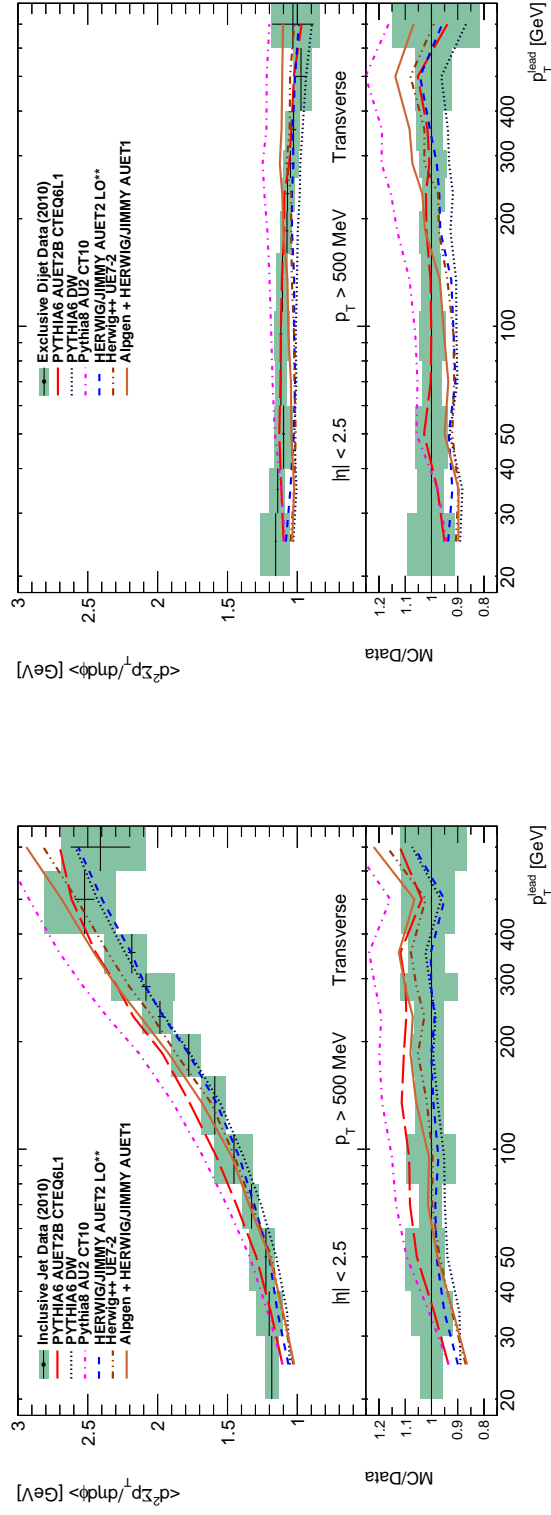 <d²Σp_T/dηdφ> [GeV]
3
2.5
2
1.5
1
Inclusive Jet Data (2010)
PYTHIA6 AUET2B CTEQ6L1
PYTHIA6 DW
Pythia8 AU2 CT10
HERWIG/JIMMY AUET2 LO**
Herwig++ UE7-2
Alpgen + HERWIG/JIMMY AUET1
|η| < 2.5
p_T > 500 MeV
Transverse
MC/Data
1.2
1.1
1
0.9
0.8
20
30
40
50
100
200
300
400
p_T^lead [GeV]
<d²Σp_T/dηdφ> [GeV]
3
2.5
2
1.5
1
Exclusive Dijet Data (2010)
PYTHIA6 AUET2B CTEQ6L1
PYTHIA6 DW
Pythia8 AU2 CT10
HERWIG/JIMMY AUET2 LO**
Herwig++ UE7-2
Alpgen + HERWIG/JIMMY AUET1
|η| < 2.5
p_T > 500 MeV
Transverse
MC/Data
1.2
1.1
1
0.9
0.8
20
30
40
50
100
200
300
400
p_T^lead [GeV]